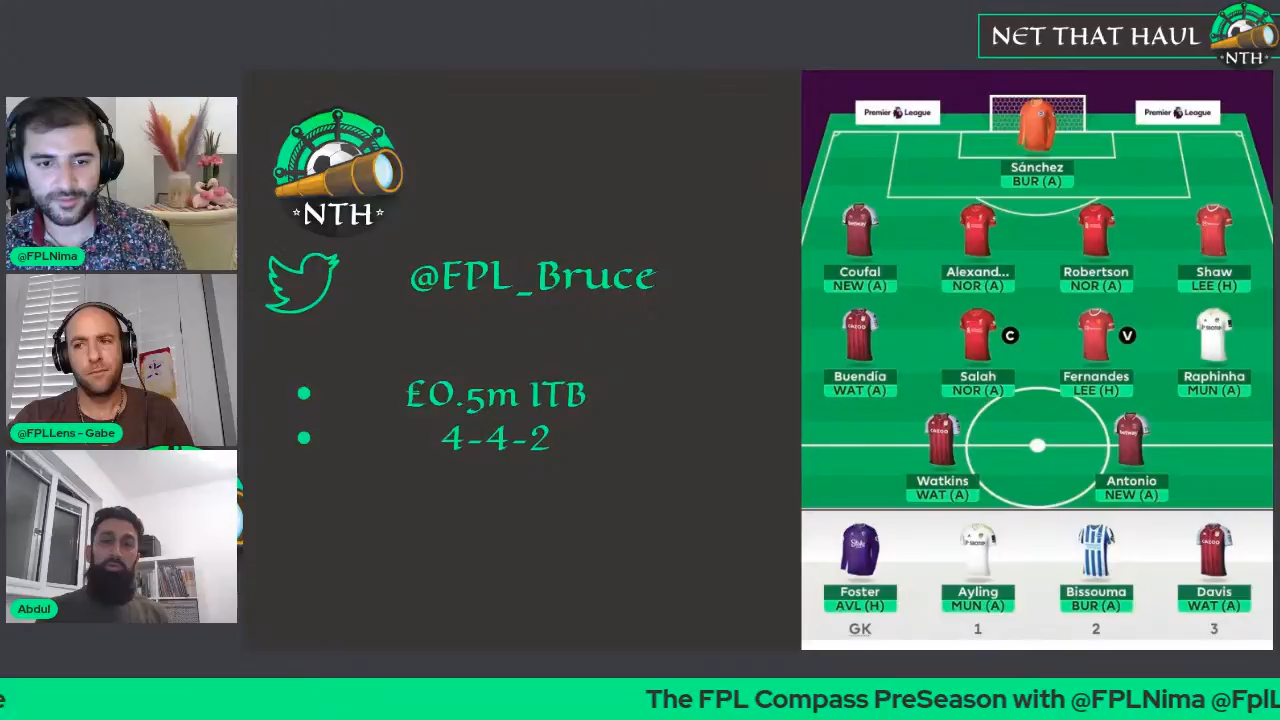 NET THAT HAUL
NTH
@FPLNima
@FPLLens - Gabe
Abdul
NTH
@FPL_Bruce
£0.5m ITB
4-4-2
Premier League
Premier League
Sánchez
BUR (A)
Coufal
NEW (A)
Alexand...
NOR (A)
Robertson
NOR (A)
Shaw
LEE (H)
Buendía
WAT (A)
Salah
NOR (A)
C
Fernandes
LEE (H)
V
Raphinha
MUN (A)
Watkins
WAT (A)
Antonio
NEW (A)
Foster
AVL (H)
GK
Ayling
MUN (A)
1
Bissouma
BUR (A)
2
Davis
WAT (A)
3
e
The FPL Compass PreSeason with @FPLNima @FplL